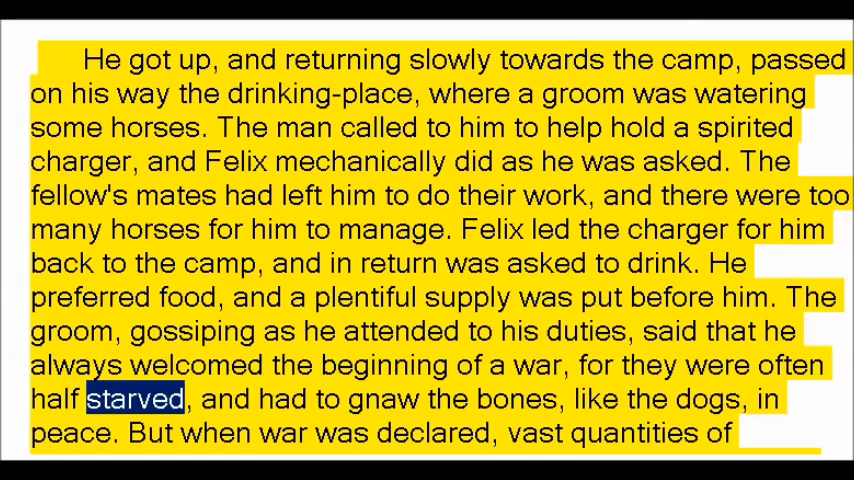 He got up, and returning slowly towards the camp, passed
on his way the drinking-place, where a groom was watering
some horses. The man called to him to help hold a spirited
charger, and Felix mechanically did as he was asked. The
fellow's mates had left him to do their work, and there were too
many horses for him to manage. Felix led the charger for him
back to the camp, and in return was asked to drink. He
preferred food, and a plentiful supply was put before him. The
groom, gossiping as he attended to his duties, said that he
always welcomed the beginning of a war, for they were often
half starved, and had to gnaw the bones, like the dogs, in
peace. But when war was declared, vast quantities of